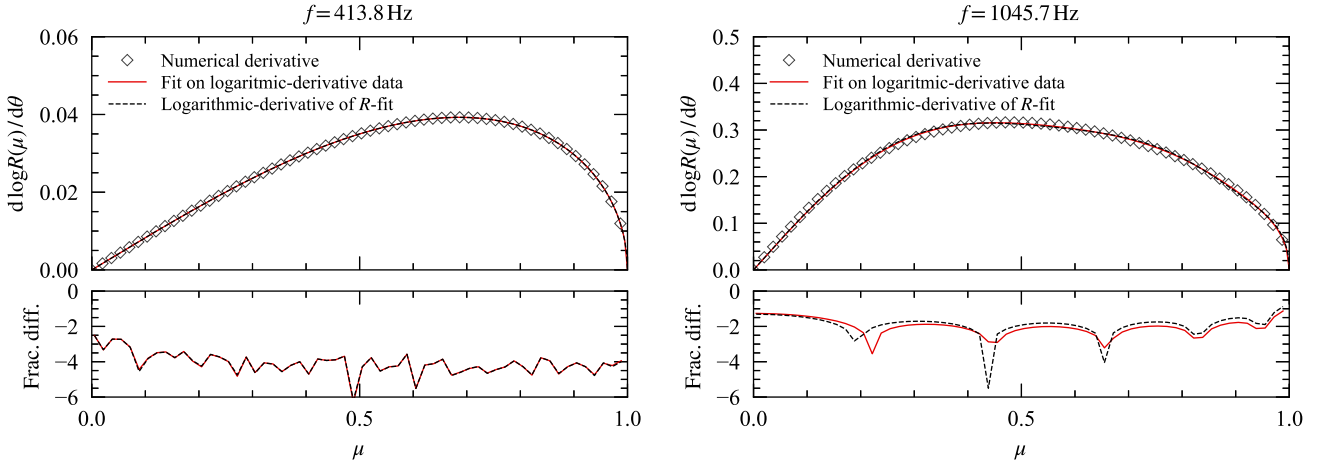 f = 413.8 Hz
0.06
0.04
0.02
0.00
d logR(μ) / dθ
Numerical derivative
Fit on logaritmic-derivative data
Logarithmic-derivative of R-fit
0
−2
−4
−6
Frac. diff.
0.0
0.5
1.0
μ
f = 1045.7 Hz
0.5
0.4
0.3
0.2
0.1
0.0
d logR(μ) / dθ
Numerical derivative
Fit on logaritmic-derivative data
Logarithmic-derivative of R-fit
0
−2
−4
−6
Frac. diff.
0.0
0.5
1.0
μ